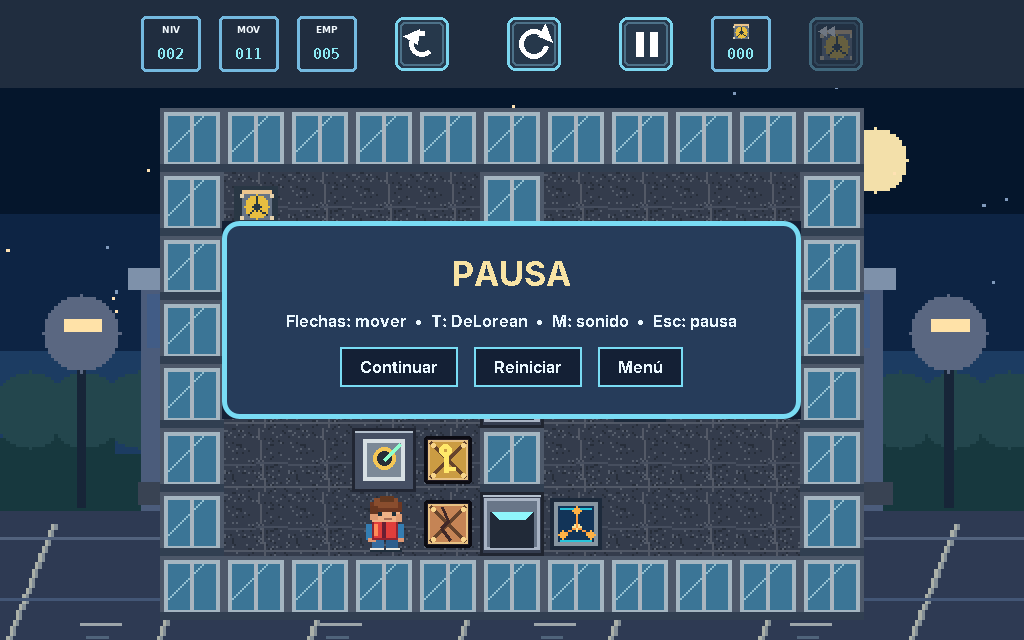 NIV
002
MOV
011
EMP
005
000
PAUSA
Flechas: mover • T: DeLorean • M: sonido • Esc: pausa
Continuar
Reiniciar
Menú